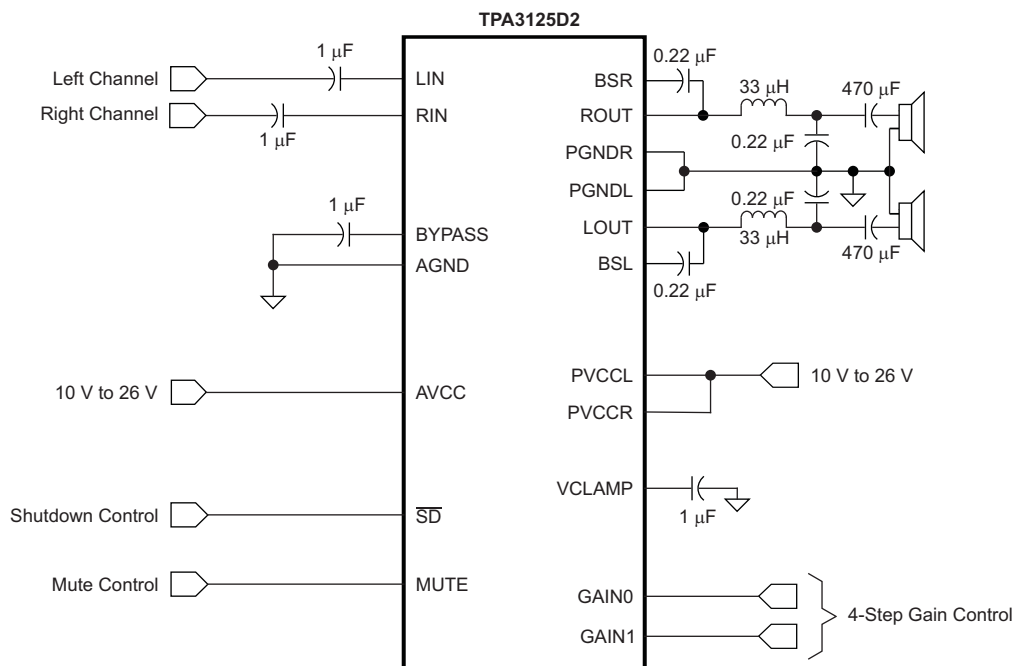 TPA3125D2
1 μF
Left Channel
LIN
Right Channel
RIN
1 μF
1 μF
BYPASS
AGND
10 V to 26 V
AVCC
Shutdown Control
SD
Mute Control
MUTE
0.22 μF
BSR
33 μH
470 μF
ROUT
0.22 μF
PGNDR
PGNDL
0.22 μF
LOUT
33 μH
470 μF
BSL
0.22 μF
PVCCL
10 V to 26 V
PVCCR
VCLAMP
1 μF
GAIN0
4-Step Gain Control
GAIN1